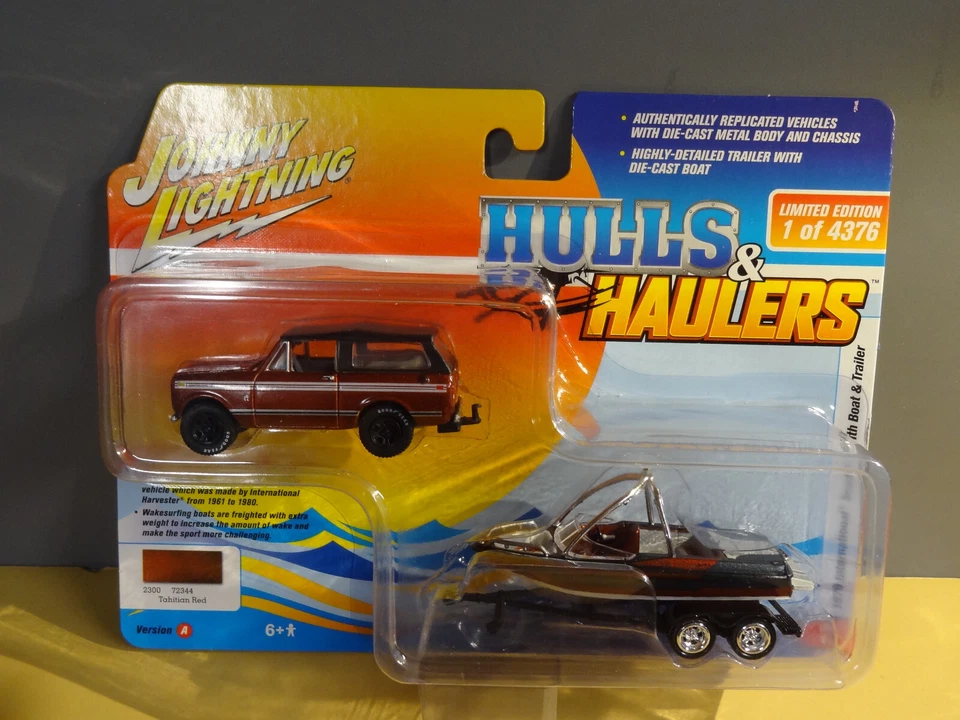 JOHNNY
LIGHTNING®
• AUTHENTICALLY REPLICATED VEHICLES
WITH DIE-CAST METAL BODY AND CHASSIS
• HIGHLY-DETAILED TRAILER WITH
DIE-CAST BOAT
LIMITED EDITION
1 of 4376
HULLS
&
HAULERS™
Boat & Trailer
vehicle which was made by International
Harvester® from 1961 to 1980.
• Wakesurfing boats are freighted with extra
weight to increase the amount of wake and
make the sport more challenging.
2300 72344
Tahitian Red
Version A
6+